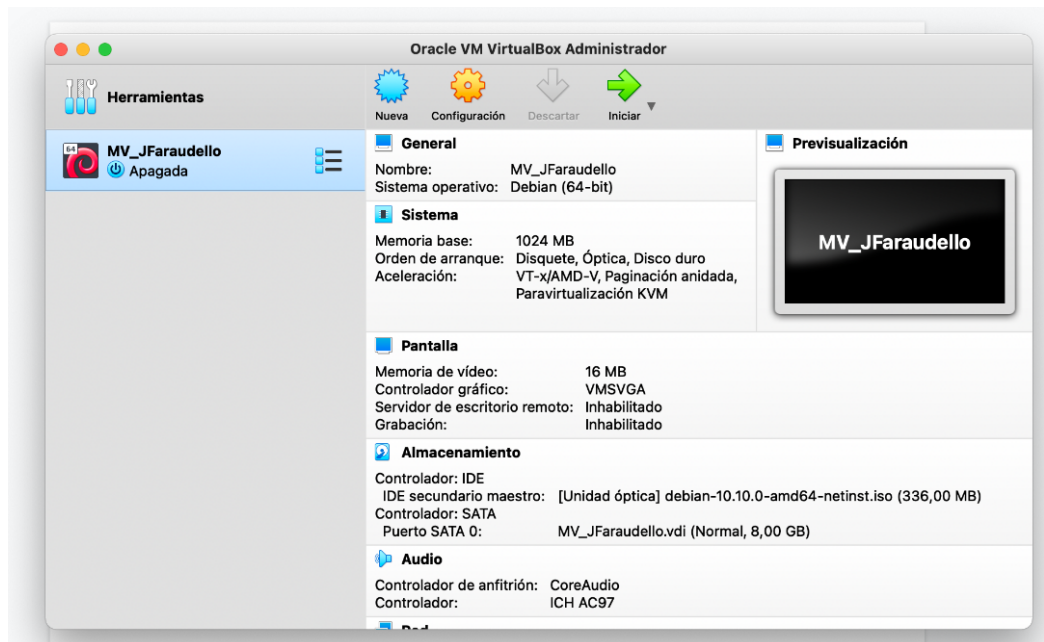 Oracle VM VirtualBox Administrador
Herramientas
Nueva
Configuración
Descartar
Iniciar
64
MV_JFaraudello
Apagada
General
Nombre: MV_JFaraudello
Sistema operativo: Debian (64-bit)
Sistema
Memoria base: 1024 MB
Orden de arranque: Disquete, Óptica, Disco duro
Aceleración: VT-x/AMD-V, Paginación anidada,
Paravirtualización KVM
Previsualización
MV_JFaraudello
Pantalla
Memoria de vídeo: 16 MB
Controlador gráfico: VMSVGA
Servidor de escritorio remoto: Inhabilitado
Grabación: Inhabilitado
Almacenamiento
Controlador: IDE
IDE secundario maestro: [Unidad óptica] debian-10.10.0-amd64-netinst.iso (336,00 MB)
Controlador: SATA
Puerto SATA 0: MV_JFaraudello.vdi (Normal, 8,00 GB)
Audio
Controlador de anfitrión: CoreAudio
Controlador: ICH AC97